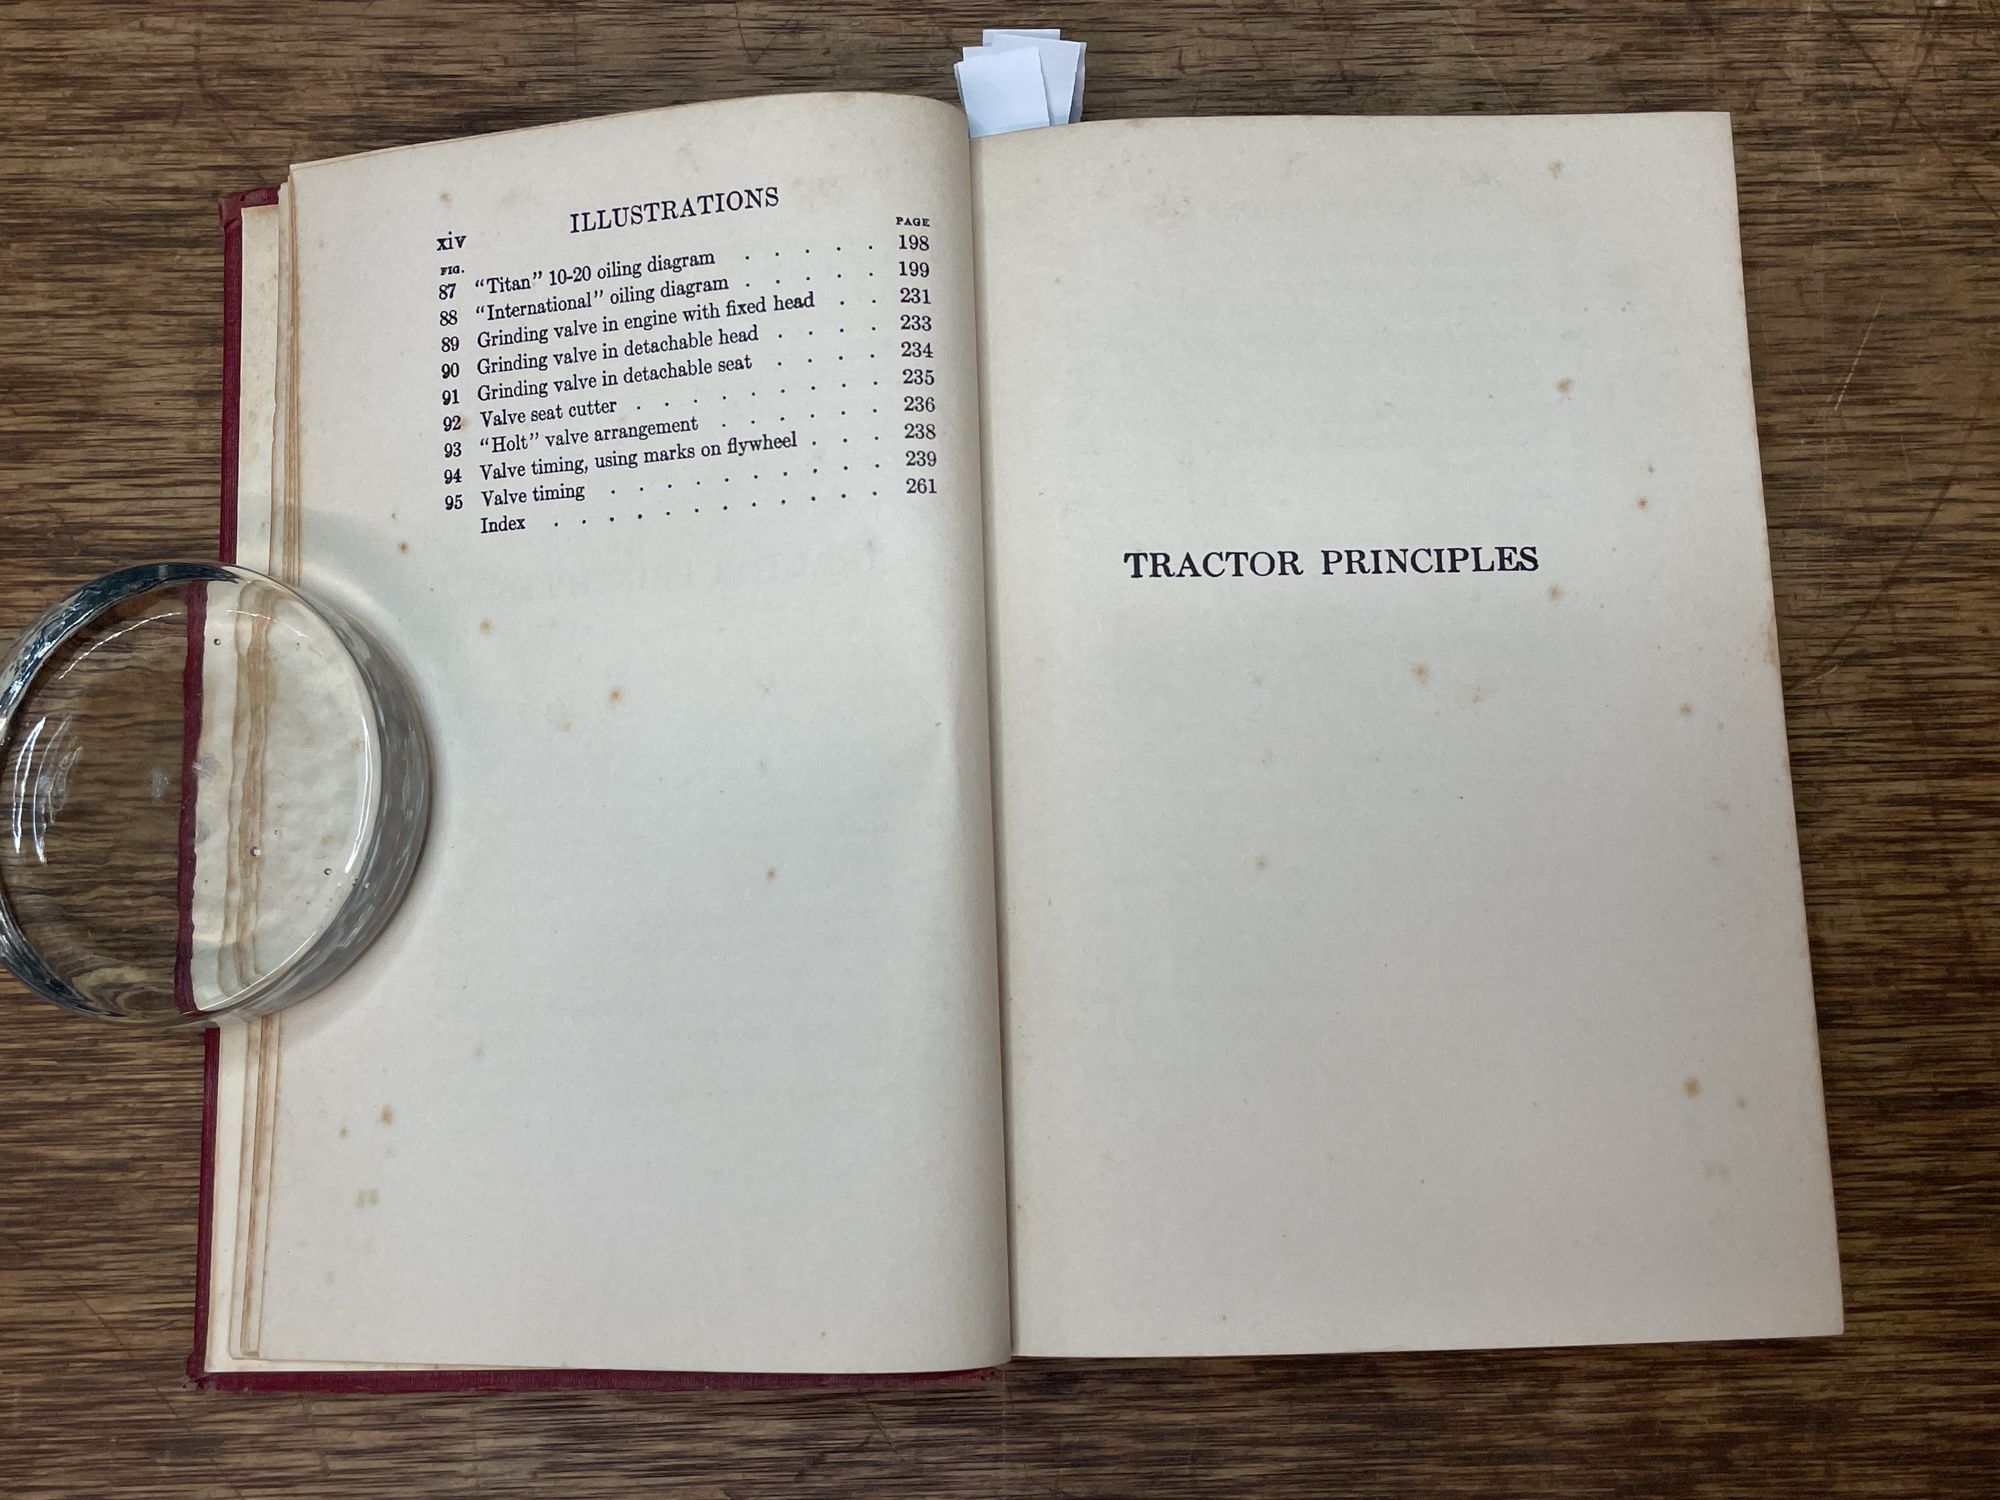 xiv ILLUSTRATIONS
FIG. PAGE
87 "Titan" 10-20 oiling diagram . . . . . 198
88 "International" oiling diagram . . . . . 199
89 Grinding valve in engine with fixed head . . 231
90 Grinding valve in detachable head . . . . 233
91 Grinding valve in detachable seat . . . . 234
92 Valve seat cutter . . . . . . . . . 235
93 "Holt" valve arrangement . . . . . . 236
94 Valve timing, using marks on flywheel . . . 238
95 Valve timing . . . . . . . . . . 239
Index . . . . . . . . . . . . 261
TRACTOR PRINCIPLES